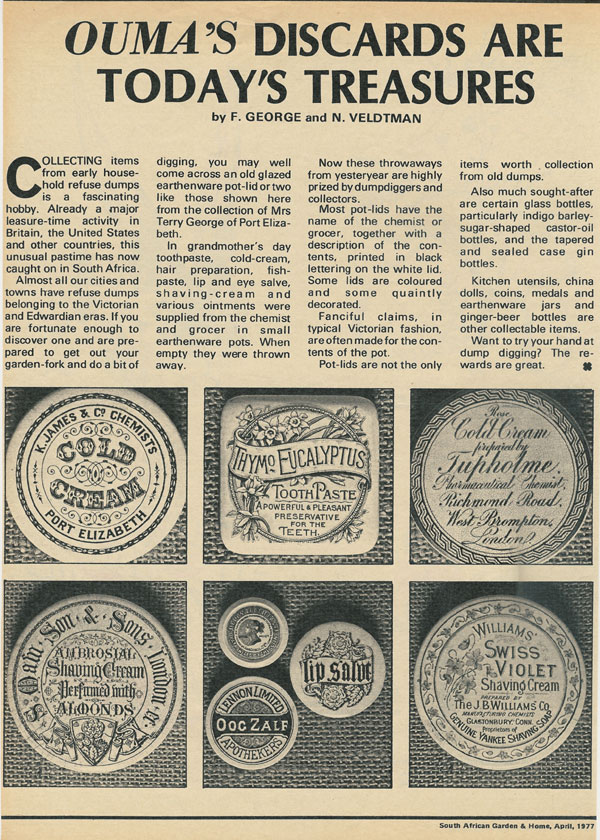 OUMA'S DISCARDS ARE
TODAY'S TREASURES
by F. GEORGE and N. VELDTMAN
COLLECTING items
from early house-
hold refuse dumps
is a fascinating
hobby. Already a major
leasure-time activity in
Britain, the United States
and other countries, this
unusual pastime has now
caught on in South Africa.
Almost all our cities and
towns have refuse dumps
belonging to the Victorian
and Edwardian eras. If you
are fortunate enough to
discover one and are pre-
pared to get out your
garden-fork and do a bit of
digging, you may well
come across an old glazed
earthenware pot-lid or two
like those shown here
from the collection of Mrs
Terry George of Port Eliza-
beth.
In grandmother's day
toothpaste, cold-cream,
hair preparation, fish-
paste, lip and eye salve,
shaving-cream and
various ointments were
supplied from the chemist
and grocer in small
earthenware pots. When
empty they were thrown
away.
Now these throwaways
from yesteryear are highly
prized by dumpdiggers and
collectors.
Most pot-lids have the
name of the chemist or
grocer, together with a
description of the con-
tents, printed in black
lettering on the white lid.
Some lids are coloured
and some quaintly
decorated.
Fanciful claims, in
typical Victorian fashion,
are often made for the con-
tents of the pot.
Pot-lids are not the only
items worth collection
from old dumps.
Also much sought-after
are certain glass bottles,
particularly indigo barley-
sugar-shaped castor-oil
bottles, and the tapered
and sealed case gin
bottles.
Kitchen utensils, china
dolls, coins, medals and
earthenware jars and
ginger-beer bottles are
other collectable items.
Want to try your hand at
dump digging? The re-
wards are great.
K. JAMES & Co CHEMISTS
COLD
CREAM
PORT ELIZABETH
THYMO EUCALYPTUS
TOOTH PASTE
A POWERFUL & PLEASANT
PRESERVATIVE
FOR THE
TEETH.
Rose
Cold Cream
prepared by
Tupholme.
Pharmaceutical Chemist,
Richmond Road,
West Brompton,
London
Son & Sons, London
AMBROSIAL
Shaving Cream
Perfumed with
ALMONDS
lip salve
LENNON LIMITED
OOG ZALF
APOTHEKERS
WILLIAMS'
SWISS
VIOLET
Shaving Cream
PREPARED BY
The J.B WILLIAMS Co
MANUFACTURING CHEMISTS
GLASTONBURY. CONN.
Proprietors of
GENUINE YANKEE SHAVING SOAP
South African Garden & Home, April, 1977